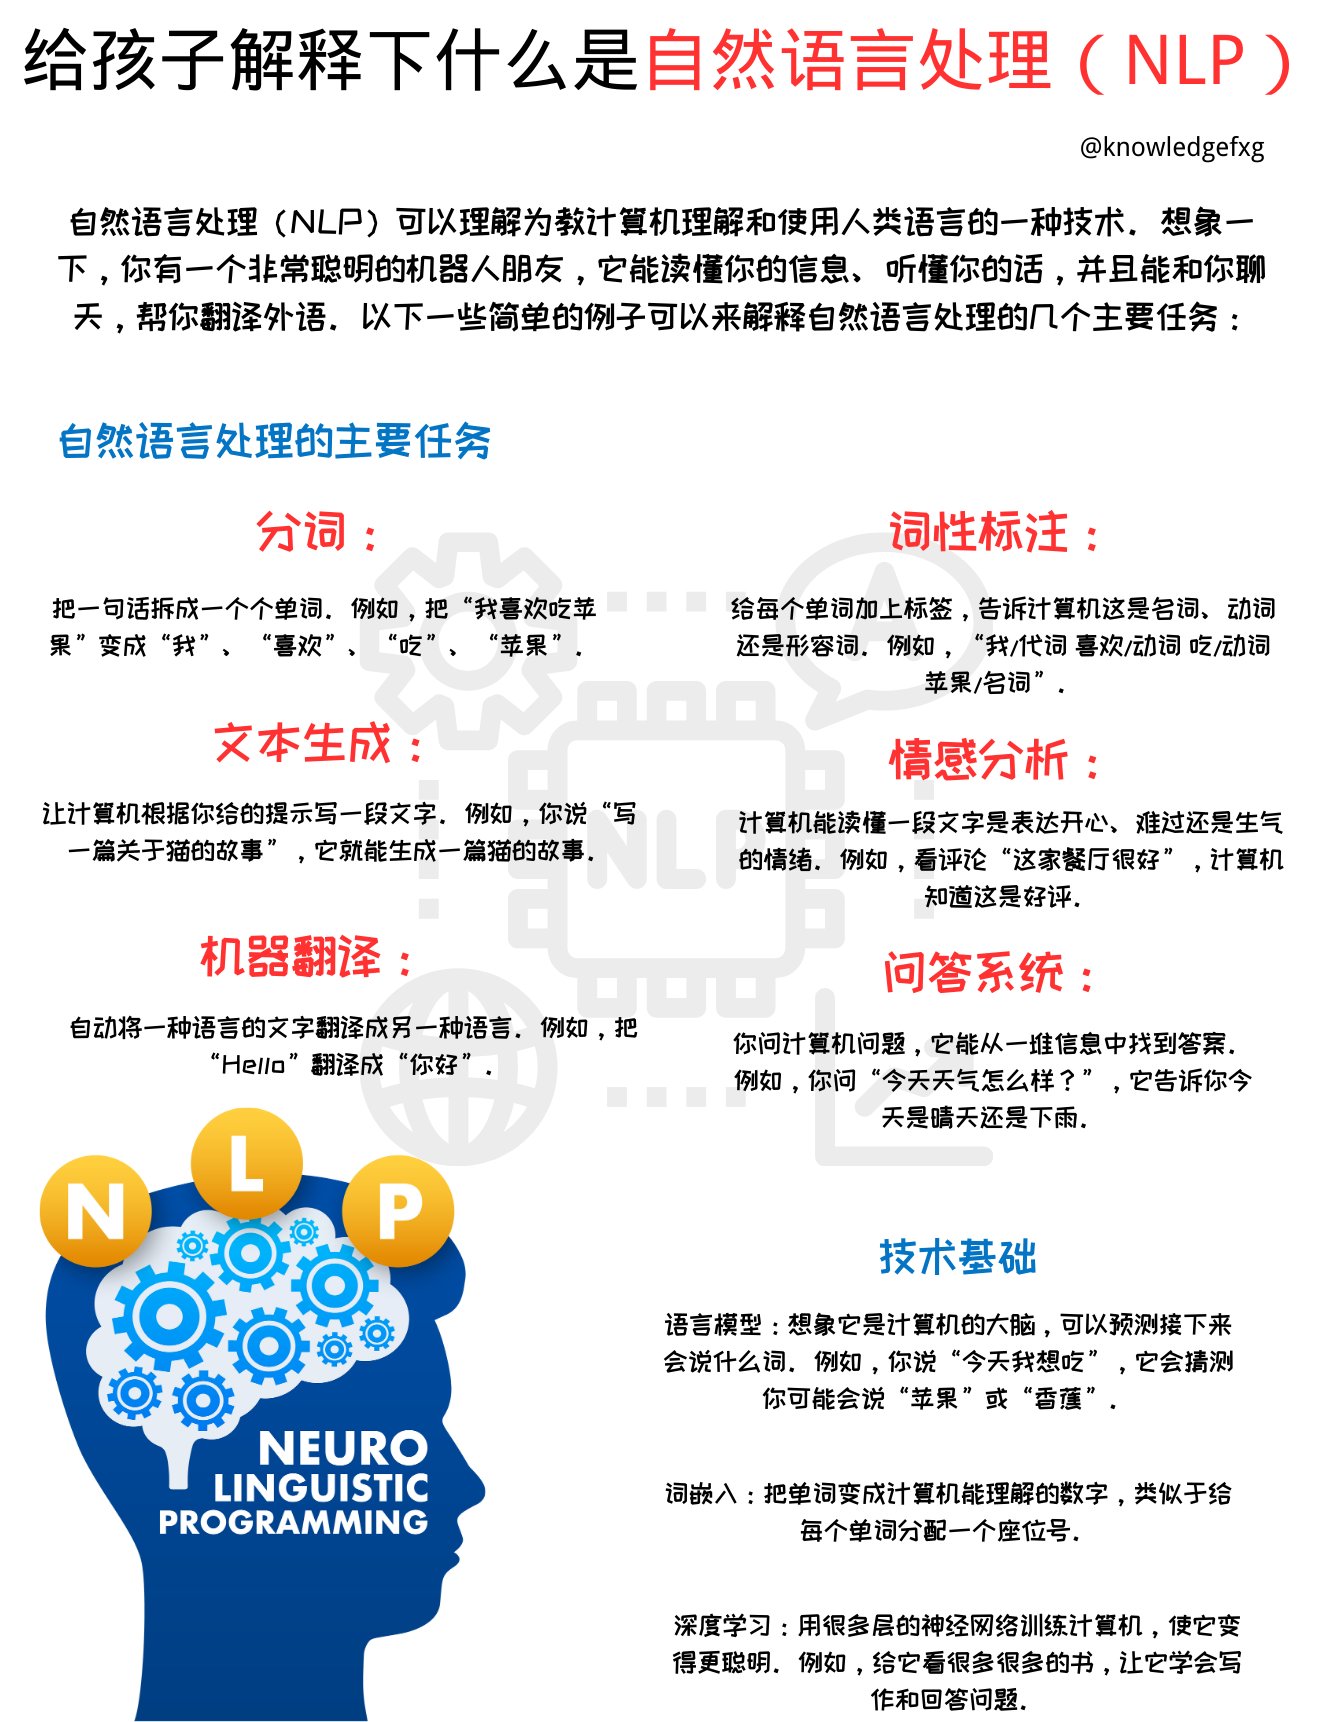 给孩子解释下什么是自然语言处理（NLP）
@knowledgefxg
自然语言处理（NLP）可以理解为教计算机理解和使用人类语言的一种技术. 想象一
下，你有一个非常聪明的机器人朋友，它能读懂你的信息、听懂你的话，并且能和你聊
天，帮你翻译外语. 以下一些简单的例子可以来解释自然语言处理的几个主要任务：
自然语言处理的主要任务
分词：
把一句话拆成一个个单词. 例如，把“我喜欢吃苹
果”变成“我”、“喜欢”、“吃”、“苹果”.
词性标注：
给每个单词加上标签，告诉计算机这是名词、动词
还是形容词. 例如，“我/代词 喜欢/动词 吃/动词
苹果/名词”.
文本生成：
让计算机根据你给的提示写一段文字. 例如，你说“写
一篇关于猫的故事”，它就能生成一篇猫的故事.
情感分析：
计算机能读懂一段文字是表达开心、难过还是生气
的情绪. 例如，看评论“这家餐厅很好”，计算机
知道这是好评.
机器翻译：
自动将一种语言的文字翻译成另一种语言. 例如，把
“Hello”翻译成“你好”.
问答系统：
你问计算机问题，它能从一堆信息中找到答案.
例如，你问“今天天气怎么样？”，它告诉你今
天是晴天还是下雨.
A
NLP
N L P
NEURO
LINGUISTIC
PROGRAMMING
技术基础
语言模型：想象它是计算机的大脑，可以预测接下来
会说什么词. 例如，你说“今天我想吃”，它会猜测
你可能会说“苹果”或“香蕉”.
词嵌入：把单词变成计算机能理解的数字，类似于给
每个单词分配一个座位号.
深度学习：用很多层的神经网络训练计算机，使它变
得更聪明. 例如，给它看很多很多的书，让它学会写
作和回答问题.